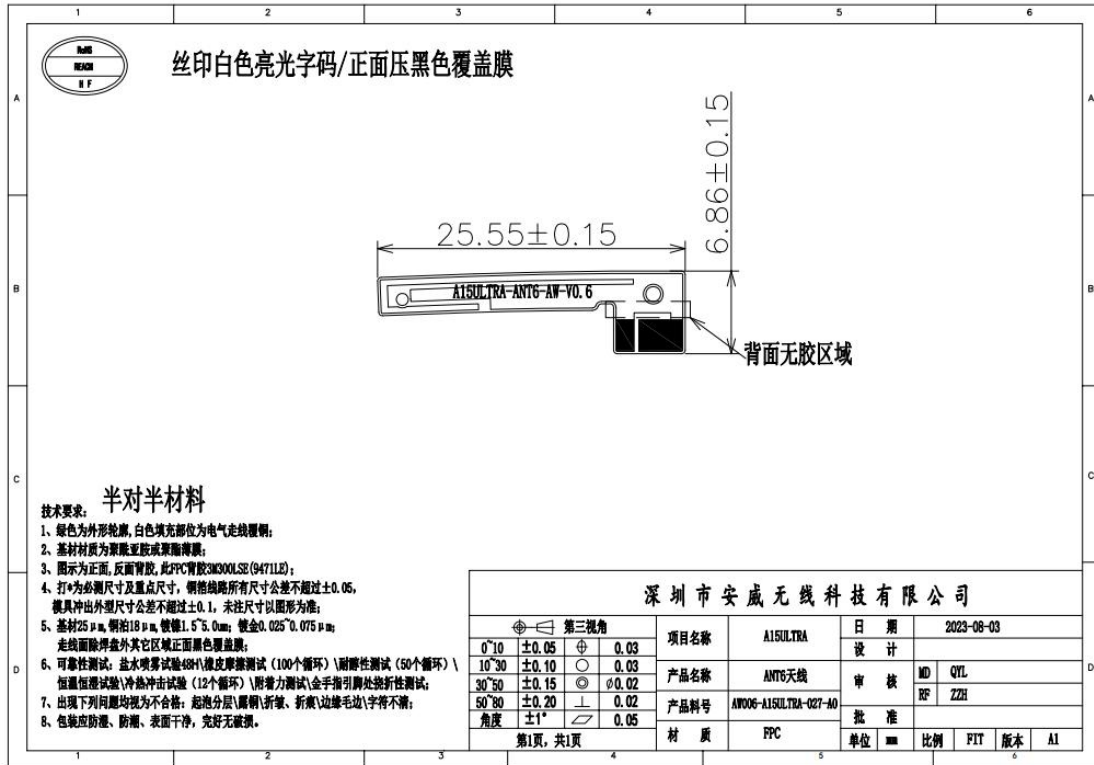 1 2 3 4 5 6
RoHS
REACH
H F
丝印白色亮光字码/正面压黑色覆盖膜
A A
25.55±0.15
6.86±0.15
B B
A15ULTRA-ANT6-AW-V0.6
背面无胶区域
C C
半对半材料
技术要求:
1、绿色为外形轮廓,白色填充部位为电气走线覆铜;
2、基材材质为聚酰亚胺或聚酯薄膜;
3、图示为正面,反面背胶,此FPC背胶3M300LSE(9471LE);
4、打*为必测尺寸及重点尺寸, 铜箔线路所有尺寸公差不超过±0.05,
模具冲出外型尺寸公差不超过±0.1, 未注尺寸以图形为准;
5、基材25μm,铜泊18μm,镀镍1.5~5.0um; 镀金0.025~0.075μm;
走线面除焊盘外其它区域正面黑色覆盖膜;
6、可靠性测试: 盐水喷雾试验48H\橡皮摩擦测试 (100个循环) \耐醇性测试 (50个循环) \
恒温恒湿试验\冷热冲击试验 (12个循环) \附着力测试\金手指引脚处挠折性测试;
7、出现下列问题均视为不合格: 起泡分层\露铜\折皱、折痕\边缘毛边\字符不清;
8、包装应防湿、防潮、表面干净, 完好无破损。
D D
深圳市安威无线科技有限公司
第三视角
0~10 ±0.05 0.03
10~30 ±0.10 0.03
30~50 ±0.15 φ0.02
50~80 ±0.20 0.02
角度 ±1° 0.05
第1页, 共1页
项目名称 A15ULTRA
产品名称 ANT6天线
产品料号 AW006-A15ULTRA-027-A0
材 质 FPC
日 期 2023-08-03
设 计
审 核 MD QYL
RF ZZH
批 准
单位 mm 比例 FIT 版本 A1
1 2 3 4 5 6